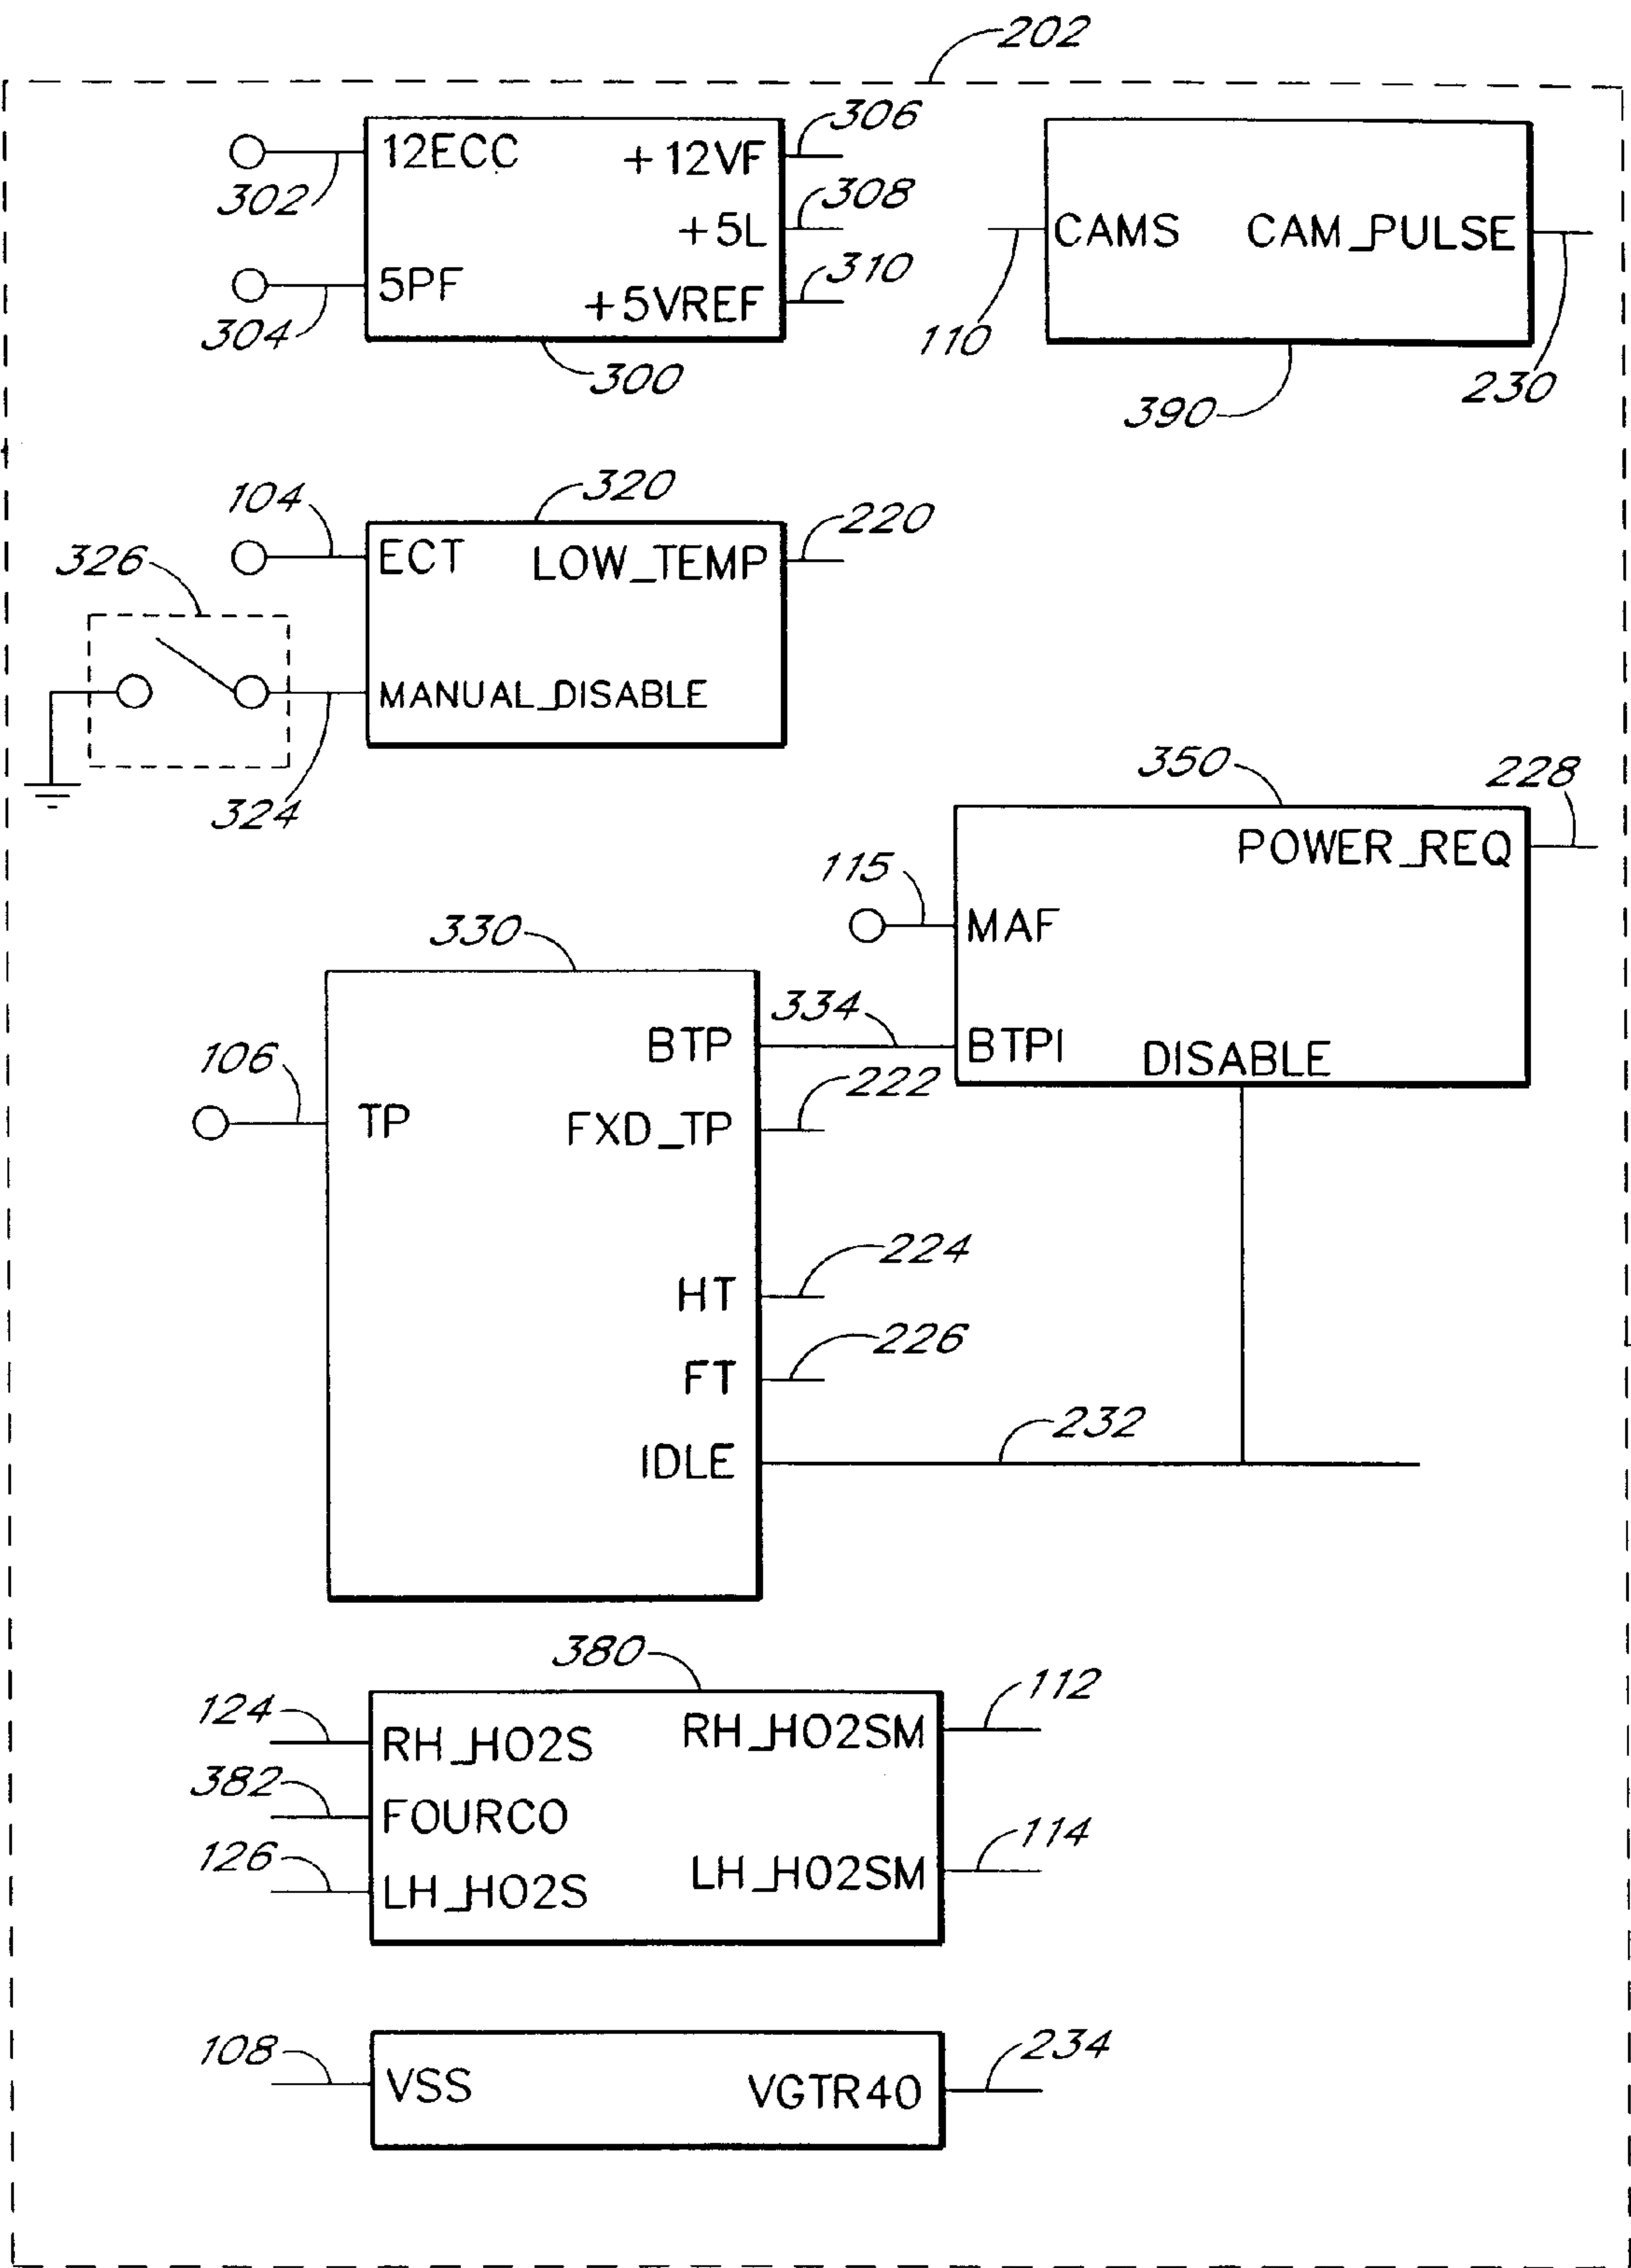 202
12ECC +12VF 306
302 +5L 308
5PF +5VREF 310
304
300
CAMS CAM_PULSE
110
230
390
320
104
ECT LOW_TEMP 220
326
MANUAL_DISABLE
324
350
228
POWER_REQ
115
MAF
330
334
BTP BTPI
DISABLE
106
TP FXD_TP 222
HT 224
FT 226
IDLE 232
380
124 RH_HO2S RH_HO2SM 112
382 FOURCO
126 LH_HO2S LH_HO2SM 114
108 VSS VGTR40 234